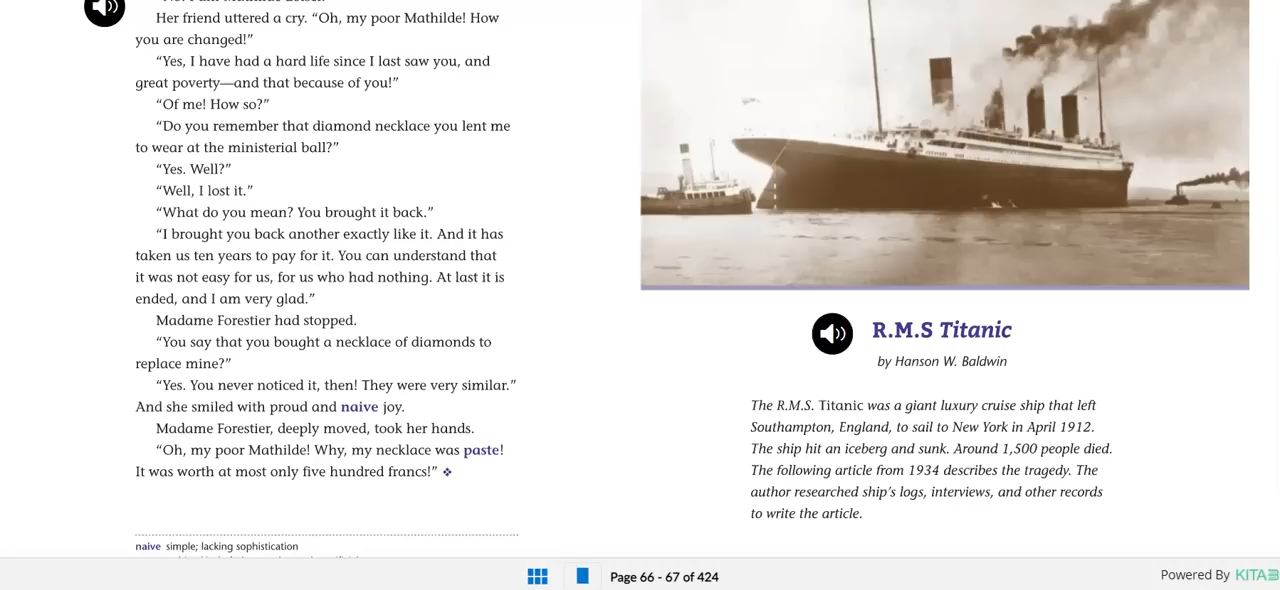 Her friend uttered a cry. “Oh, my poor Mathilde! How
you are changed!”
“Yes, I have had a hard life since I last saw you, and
great poverty—and that because of you!”
“Of me! How so?”
“Do you remember that diamond necklace you lent me
to wear at the ministerial ball?”
“Yes. Well?”
“Well, I lost it.”
“What do you mean? You brought it back.”
“I brought you back another exactly like it. And it has
taken us ten years to pay for it. You can understand that
it was not easy for us, for us who had nothing. At last it is
ended, and I am very glad.”
Madame Forestier had stopped.
“You say that you bought a necklace of diamonds to
replace mine?”
“Yes. You never noticed it, then! They were very similar.”
And she smiled with proud and naive joy.
Madame Forestier, deeply moved, took her hands.
“Oh, my poor Mathilde! Why, my necklace was paste!
It was worth at most only five hundred francs!” ❖
naive simple; lacking sophistication
R.M.S Titanic
by Hanson W. Baldwin
The R.M.S. Titanic was a giant luxury cruise ship that left
Southampton, England, to sail to New York in April 1912.
The ship hit an iceberg and sunk. Around 1,500 people died.
The following article from 1934 describes the tragedy. The
author researched ship’s logs, interviews, and other records
to write the article.
Page 66 - 67 of 424
Powered By KITAB